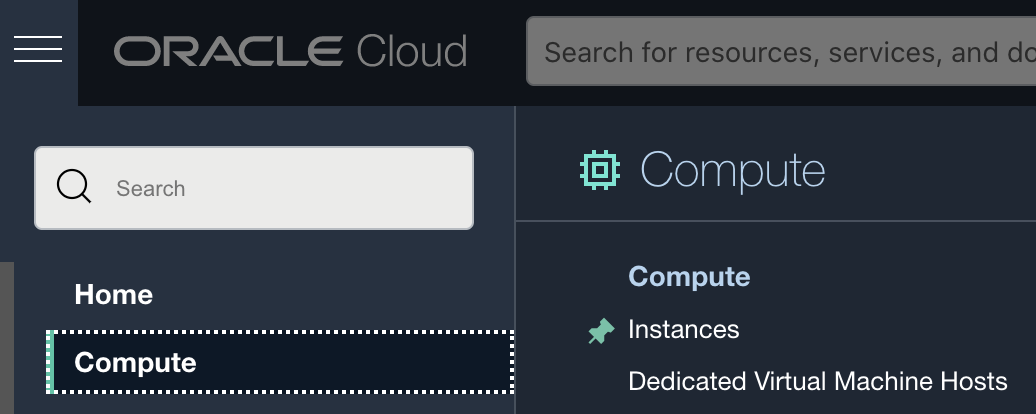 ORACLE Cloud
Search for resources, services, and do
Search
Home
Compute
Compute
Compute
Instances
Dedicated Virtual Machine Hosts